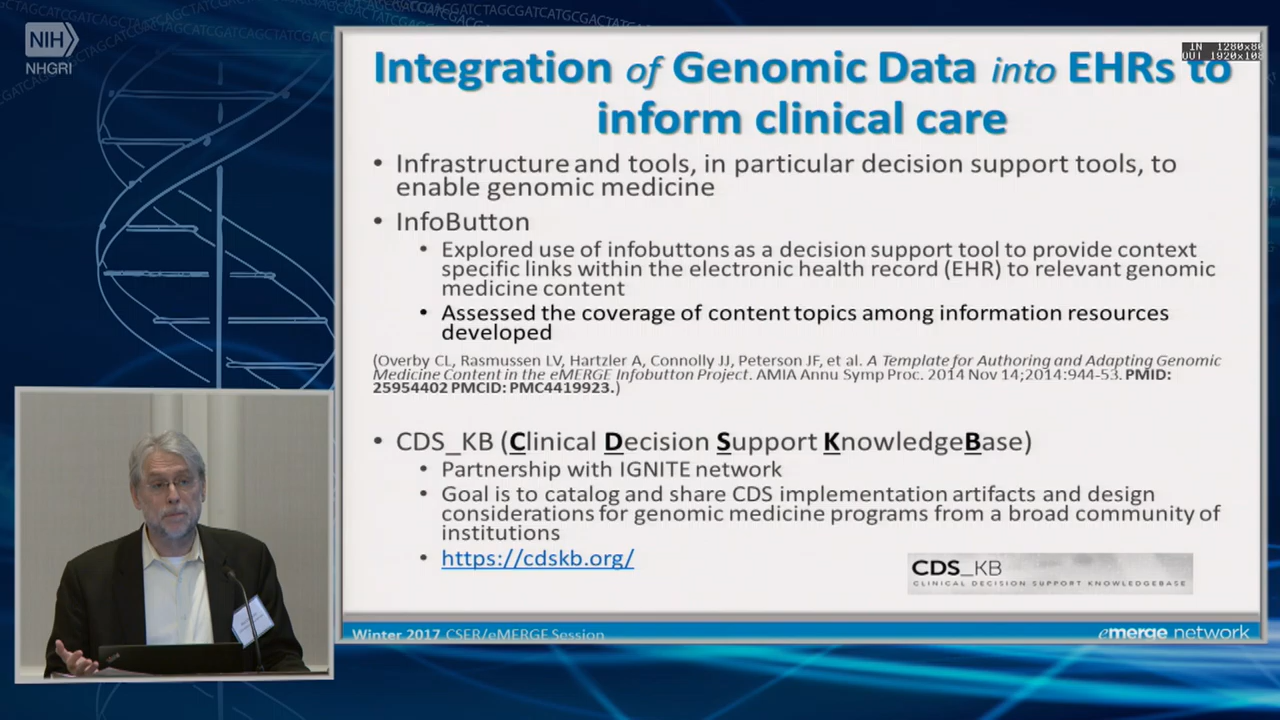 NIH
NHGRI
IN 1280x80
OUT 1920x108
Integration of Genomic Data into EHRs to
inform clinical care
• Infrastructure and tools, in particular decision support tools, to
enable genomic medicine
• InfoButton
• Explored use of infobuttons as a decision support tool to provide context
specific links within the electronic health record (EHR) to relevant genomic
medicine content
• Assessed the coverage of content topics among information resources
developed
(Overby CL, Rasmussen LV, Hartzler A, Connolly JJ, Peterson JF, et al. A Template for Authoring and Adapting Genomic
Medicine Content in the eMERGE Infobutton Project. AMIA Annu Symp Proc. 2014 Nov 14;2014:944-53. PMID:
25954402 PMCID: PMC4419923.)
• CDS_KB (Clinical Decision Support KnowledgeBase)
• Partnership with IGNITE network
• Goal is to catalog and share CDS implementation artifacts and design
considerations for genomic medicine programs from a broad community of
institutions
• https://cdskb.org/
CDS_KB
CLINICAL DECISION SUPPORT KNOWLEDGEBASE
Winter 2017 CSER/eMERGE Session
emerge network